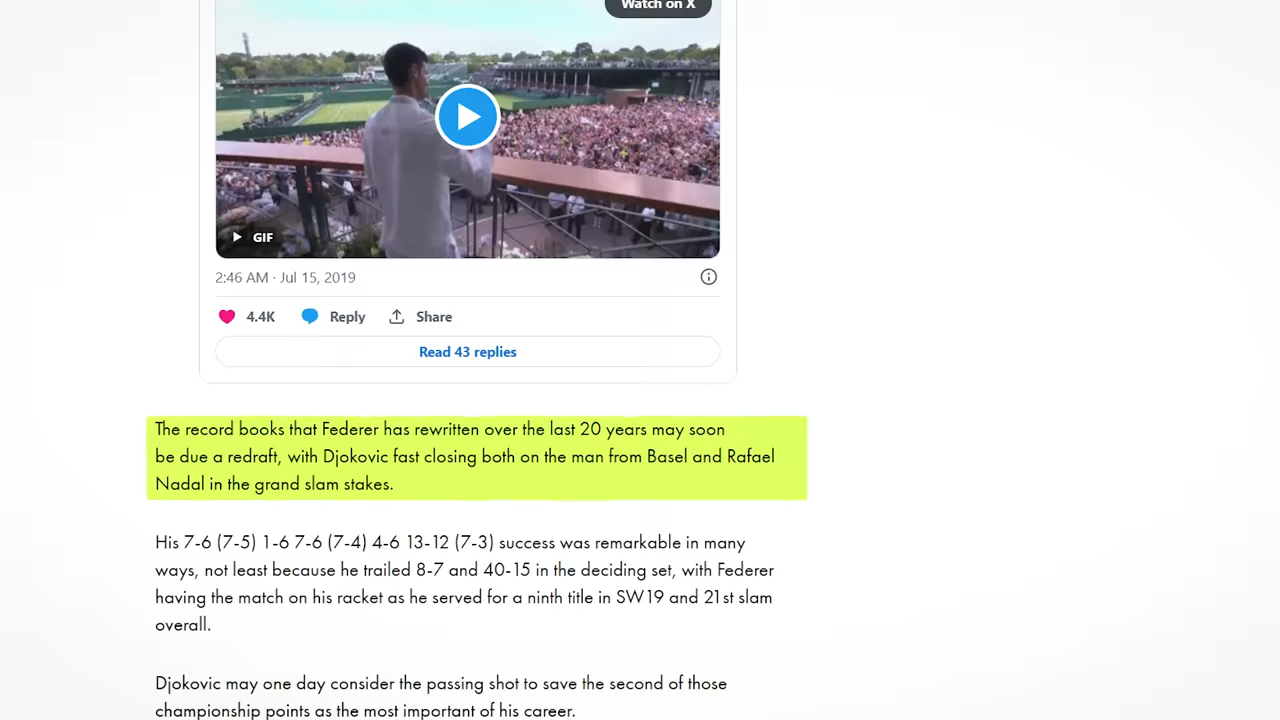 Watch on X
GIF
2:46 AM · Jul 15, 2019
4.4K Reply Share
Read 43 replies
The record books that Federer has rewritten over the last 20 years may soon
be due a redraft, with Djokovic fast closing both on the man from Basel and Rafael
Nadal in the grand slam stakes.
His 7-6 (7-5) 1-6 7-6 (7-4) 4-6 13-12 (7-3) success was remarkable in many
ways, not least because he trailed 8-7 and 40-15 in the deciding set, with Federer
having the match on his racket as he served for a ninth title in SW19 and 21st slam
overall.
Djokovic may one day consider the passing shot to save the second of those
championship points as the most important of his career.